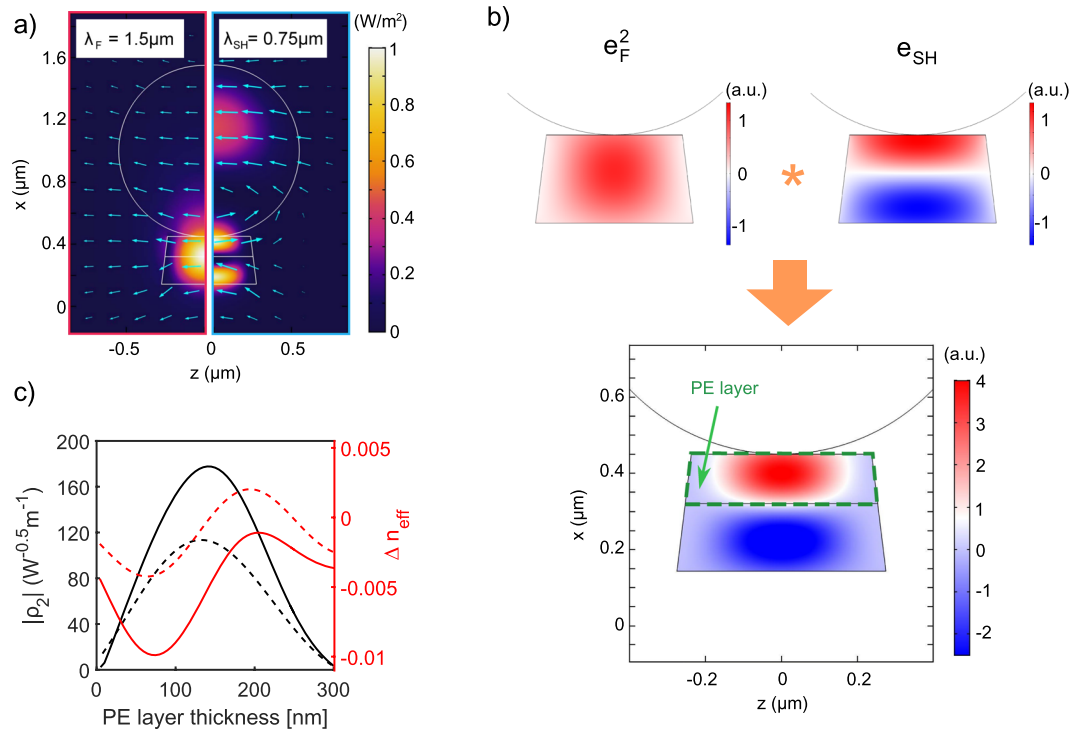 a)
λF = 1.5µm
λSH= 0.75µm
(W/m²)
1
0.8
0.6
0.4
0.2
0
1.6
1.2
0.8
0.4
0
x (µm)
-0.5
0
0.5
z (µm)
b)
e²F
eSH
(a.u.)
1
0
-1
*
(a.u.)
1
0
-1
PE layer
0.6
0.4
0.2
0
x (µm)
-0.2
0
0.2
z (µm)
(a.u.)
4
3
2
1
0
-1
-2
c)
200
160
120
80
40
0
|ρ2| (W-0.5m-1)
0.005
0
-0.005
-0.01
Δ neff
0
100
200
300
PE layer thickness [nm]